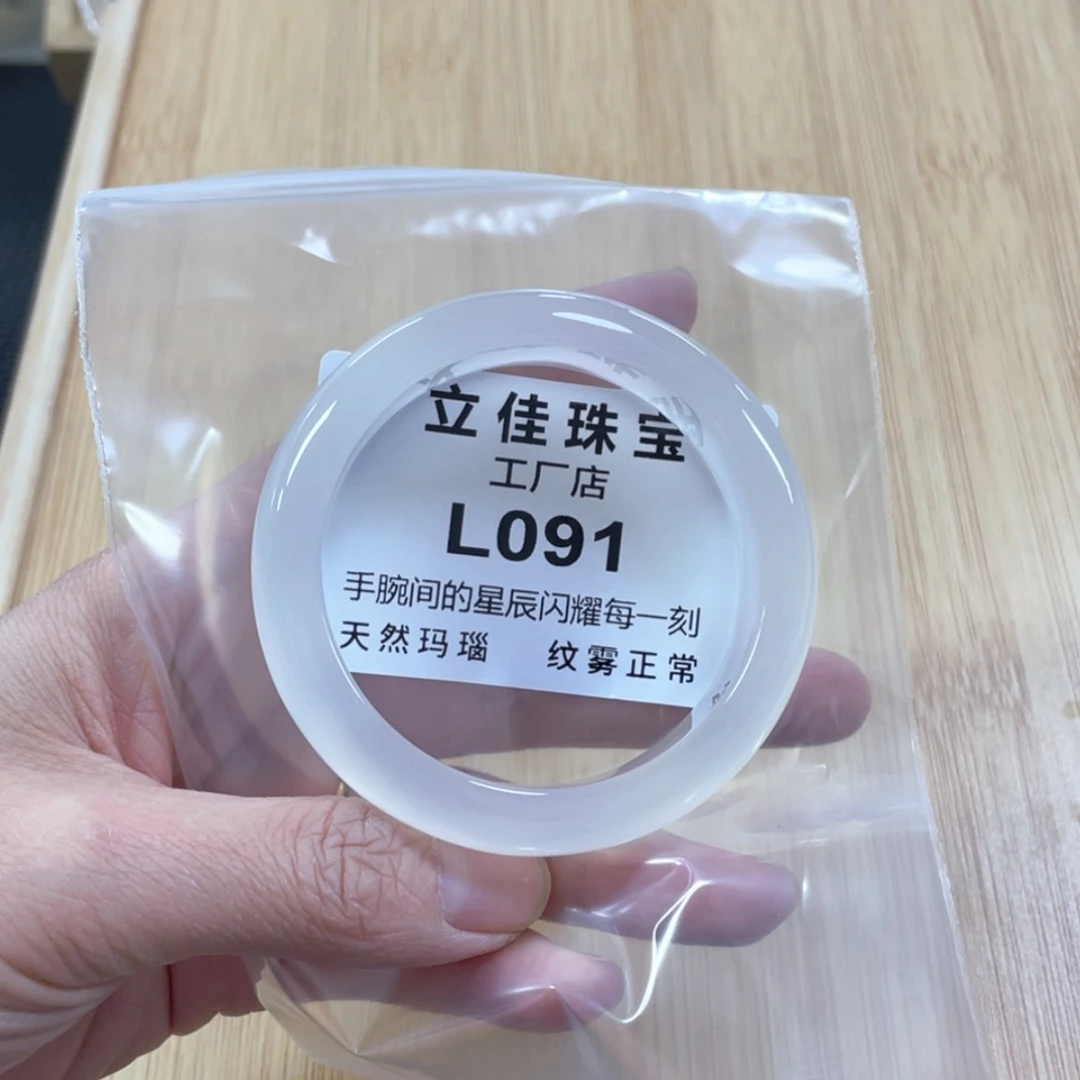 立佳珠宝
工厂店
L091
手腕间的星辰闪耀每一刻
天然玛瑙 纹雾正常